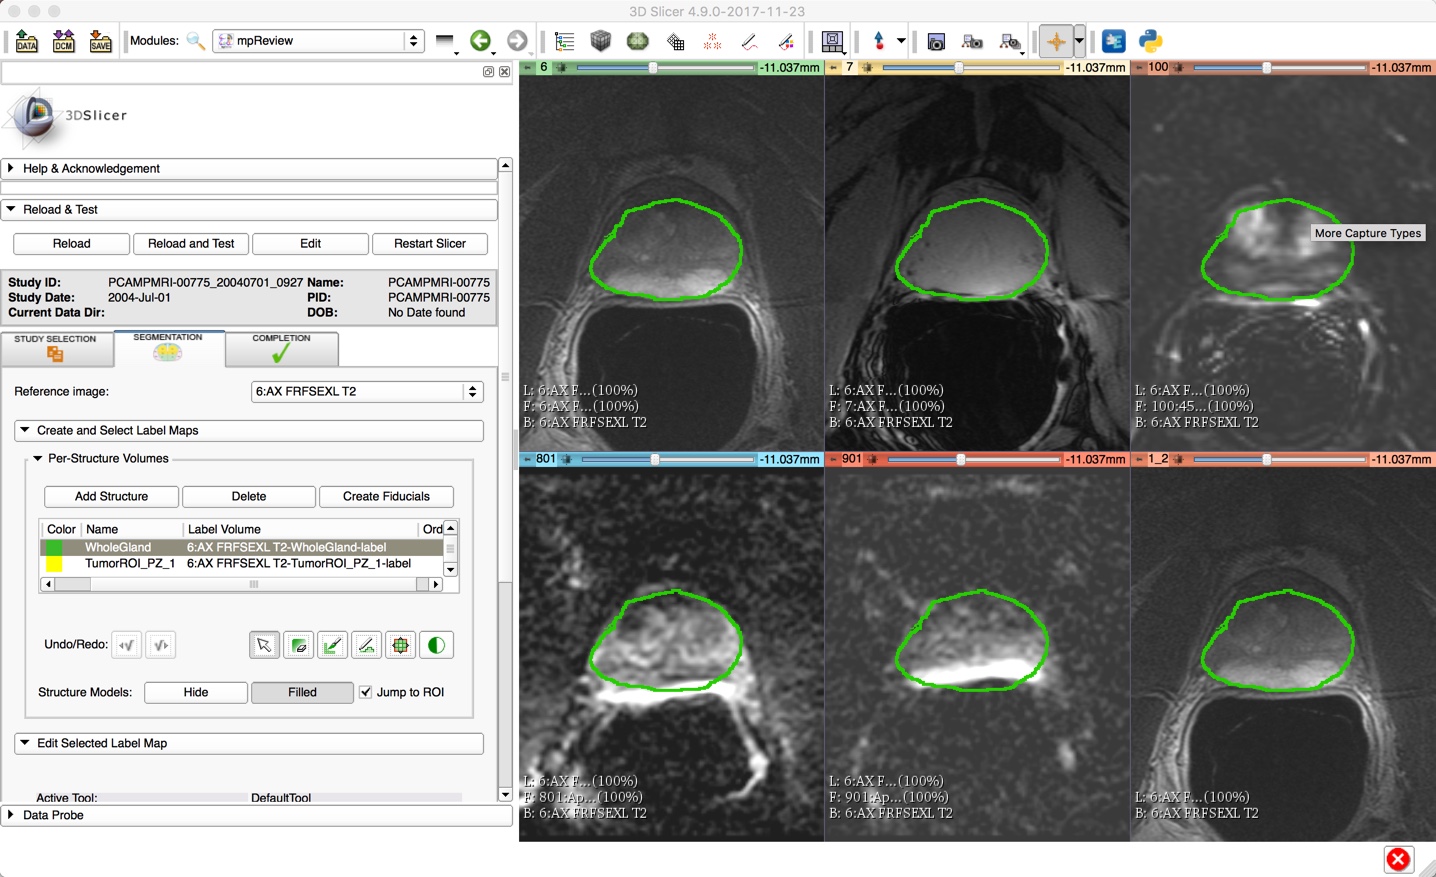 3D Slicer 4.9.0-2017-11-23
DATA
DCM
SAVE
Modules:
mpReview
6 -11.037mm
7 -11.037mm
100 -11.037mm
3DSlicer
Help & Acknowledgement
Reload & Test
Reload
Reload and Test
Edit
Restart Slicer
Study ID: PCAMPMRI-00775_20040701_0927 Name: PCAMPMRI-00775
Study Date: 2004-Jul-01 PID: PCAMPMRI-00775
Current Data Dir: DOB: No Date found
STUDY SELECTION
SEGMENTATION
COMPLETION
Reference image: 6:AX FRFSEXL T2
Create and Select Label Maps
Per-Structure Volumes
Add Structure
Delete
Create Fiducials
Color Name Label Volume Ord
WholeGland 6:AX FRFSEXL T2-WholeGland-label
TumorROI_PZ_1 6:AX FRFSEXL T2-TumorROI_PZ_1-label
Undo/Redo:
Structure Models: Hide Filled Jump to ROI
Edit Selected Label Map
Active Tool: DefaultTool
Data Probe
L: 6:AX F...(100%)
F: 6:AX F...(100%)
B: 6:AX FRFSEXL T2
L: 6:AX F...(100%)
F: 7:AX F...(100%)
B: 6:AX FRFSEXL T2
More Capture Types
L: 6:AX F...(100%)
F: 100:45...(100%)
B: 6:AX FRFSEXL T2
801 -11.037mm
901 -11.037mm
1_2 -11.037mm
L: 6:AX F...(100%)
F: 801:Ap...(100%)
B: 6:AX FRFSEXL T2
L: 6:AX F...(100%)
F: 901:Ap...(100%)
B: 6:AX FRFSEXL T2
L: 6:AX F...(100%)
B: 6:AX FRFSEXL T2